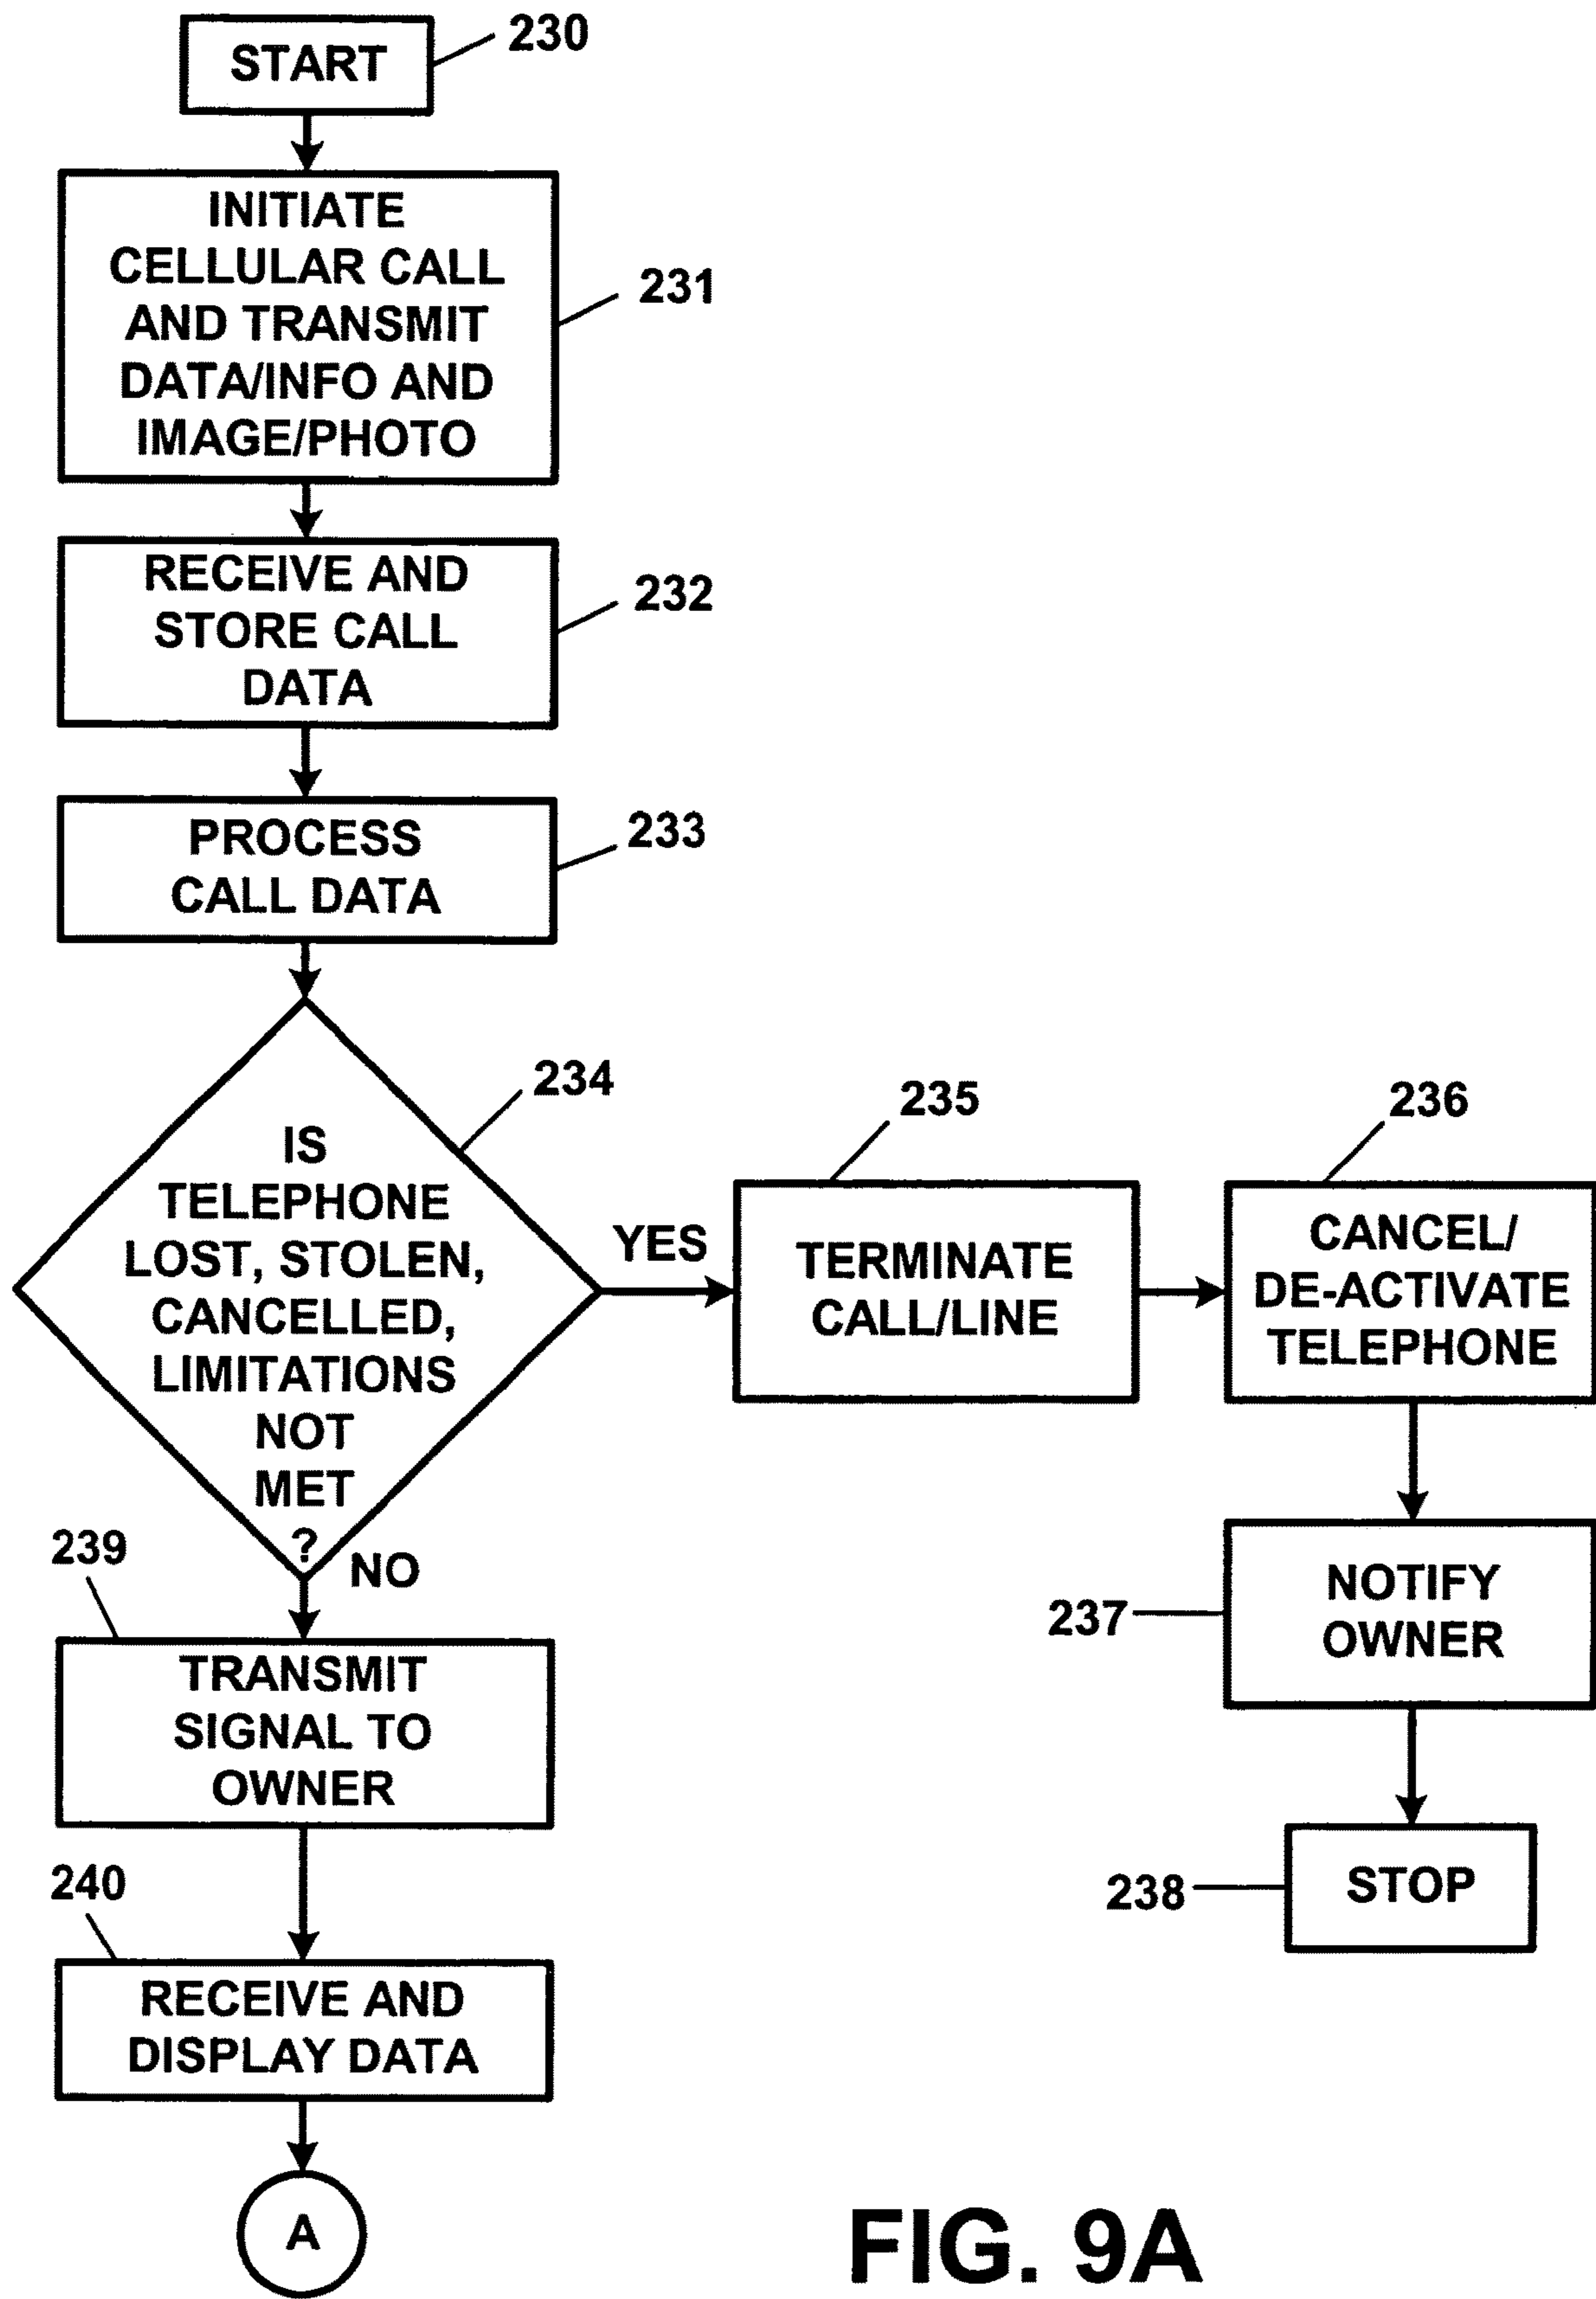 START
230
INITIATE
CELLULAR CALL
AND TRANSMIT
DATA/INFO AND
IMAGE/PHOTO
231
RECEIVE AND
STORE CALL
DATA
232
PROCESS
CALL DATA
233
IS
TELEPHONE
LOST, STOLEN,
CANCELLED,
LIMITATIONS
NOT
MET
?
234
YES
NO
TERMINATE
CALL/LINE
235
CANCEL/
DE-ACTIVATE
TELEPHONE
236
NOTIFY
OWNER
237
STOP
238
239
TRANSMIT
SIGNAL TO
OWNER
240
RECEIVE AND
DISPLAY DATA
A
FIG. 9A